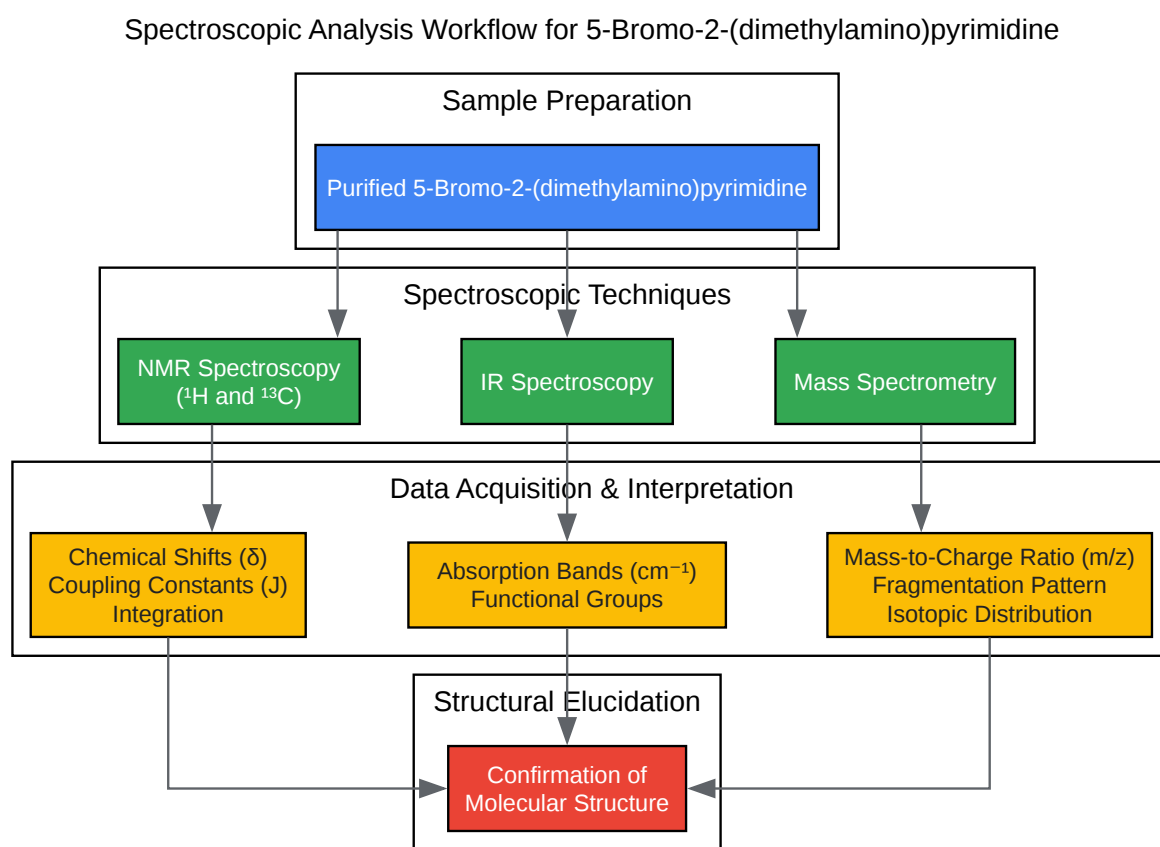 Spectroscopic Analysis Workflow for 5-Bromo-2-(dimethylamino)pyrimidine
Sample Preparation
Purified 5-Bromo-2-(dimethylamino)pyrimidine
Spectroscopic Techniques
NMR Spectroscopy
(¹H and ¹³C)
IR Spectroscopy
Mass Spectrometry
Data Acquisition & Interpretation
Chemical Shifts (δ)
Coupling Constants (J)
Integration
Absorption Bands (cm⁻¹)
Functional Groups
Mass-to-Charge Ratio (m/z)
Fragmentation Pattern
Isotopic Distribution
Structural Elucidation
Confirmation of
Molecular Structure